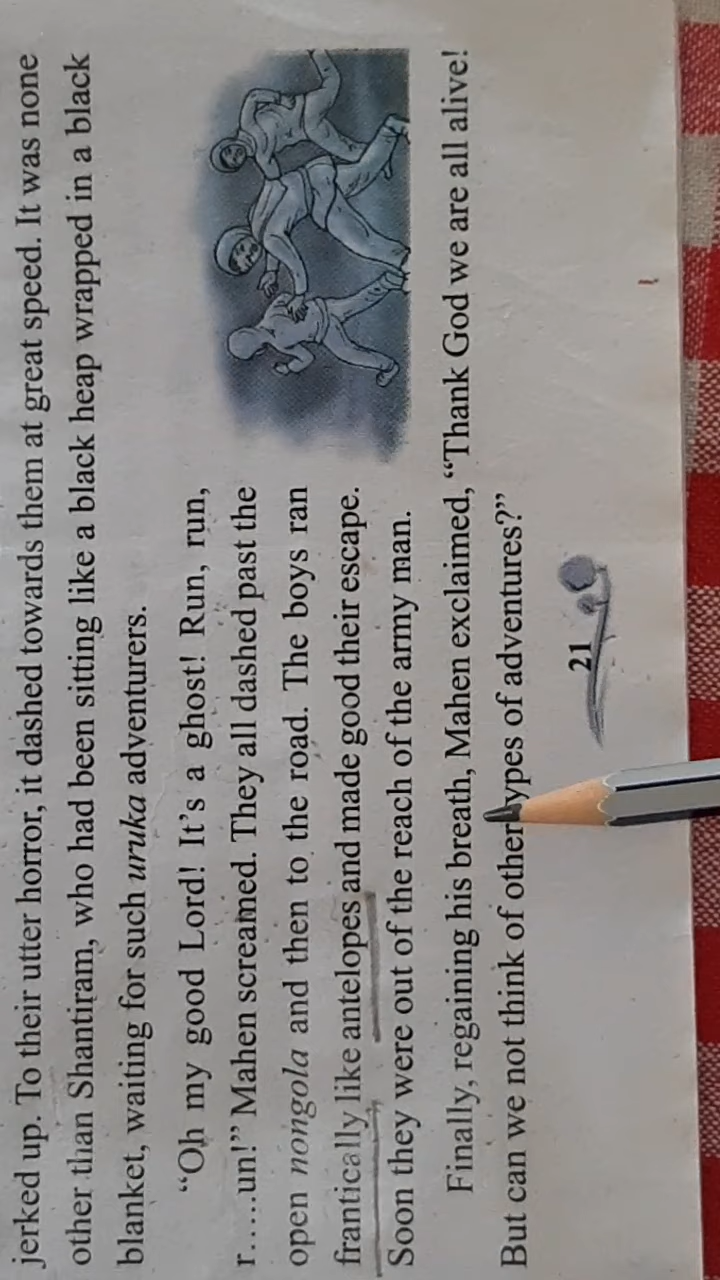 jerked up. To their utter horror, it dashed towards them at great speed. It was none
other than Shantiram, who had been sitting like a black heap wrapped in a black
blanket, waiting for such uruka adventurers.
“Oh my good Lord! It’s a ghost! Run, run,
r.....un!” Mahen screamed. They all dashed past the
open nongola and then to the road. The boys ran
frantically like antelopes and made good their escape.
Soon they were out of the reach of the army man.
Finally, regaining his breath, Mahen exclaimed, “Thank God we are all alive!
But can we not think of other ypes of adventures?”
21